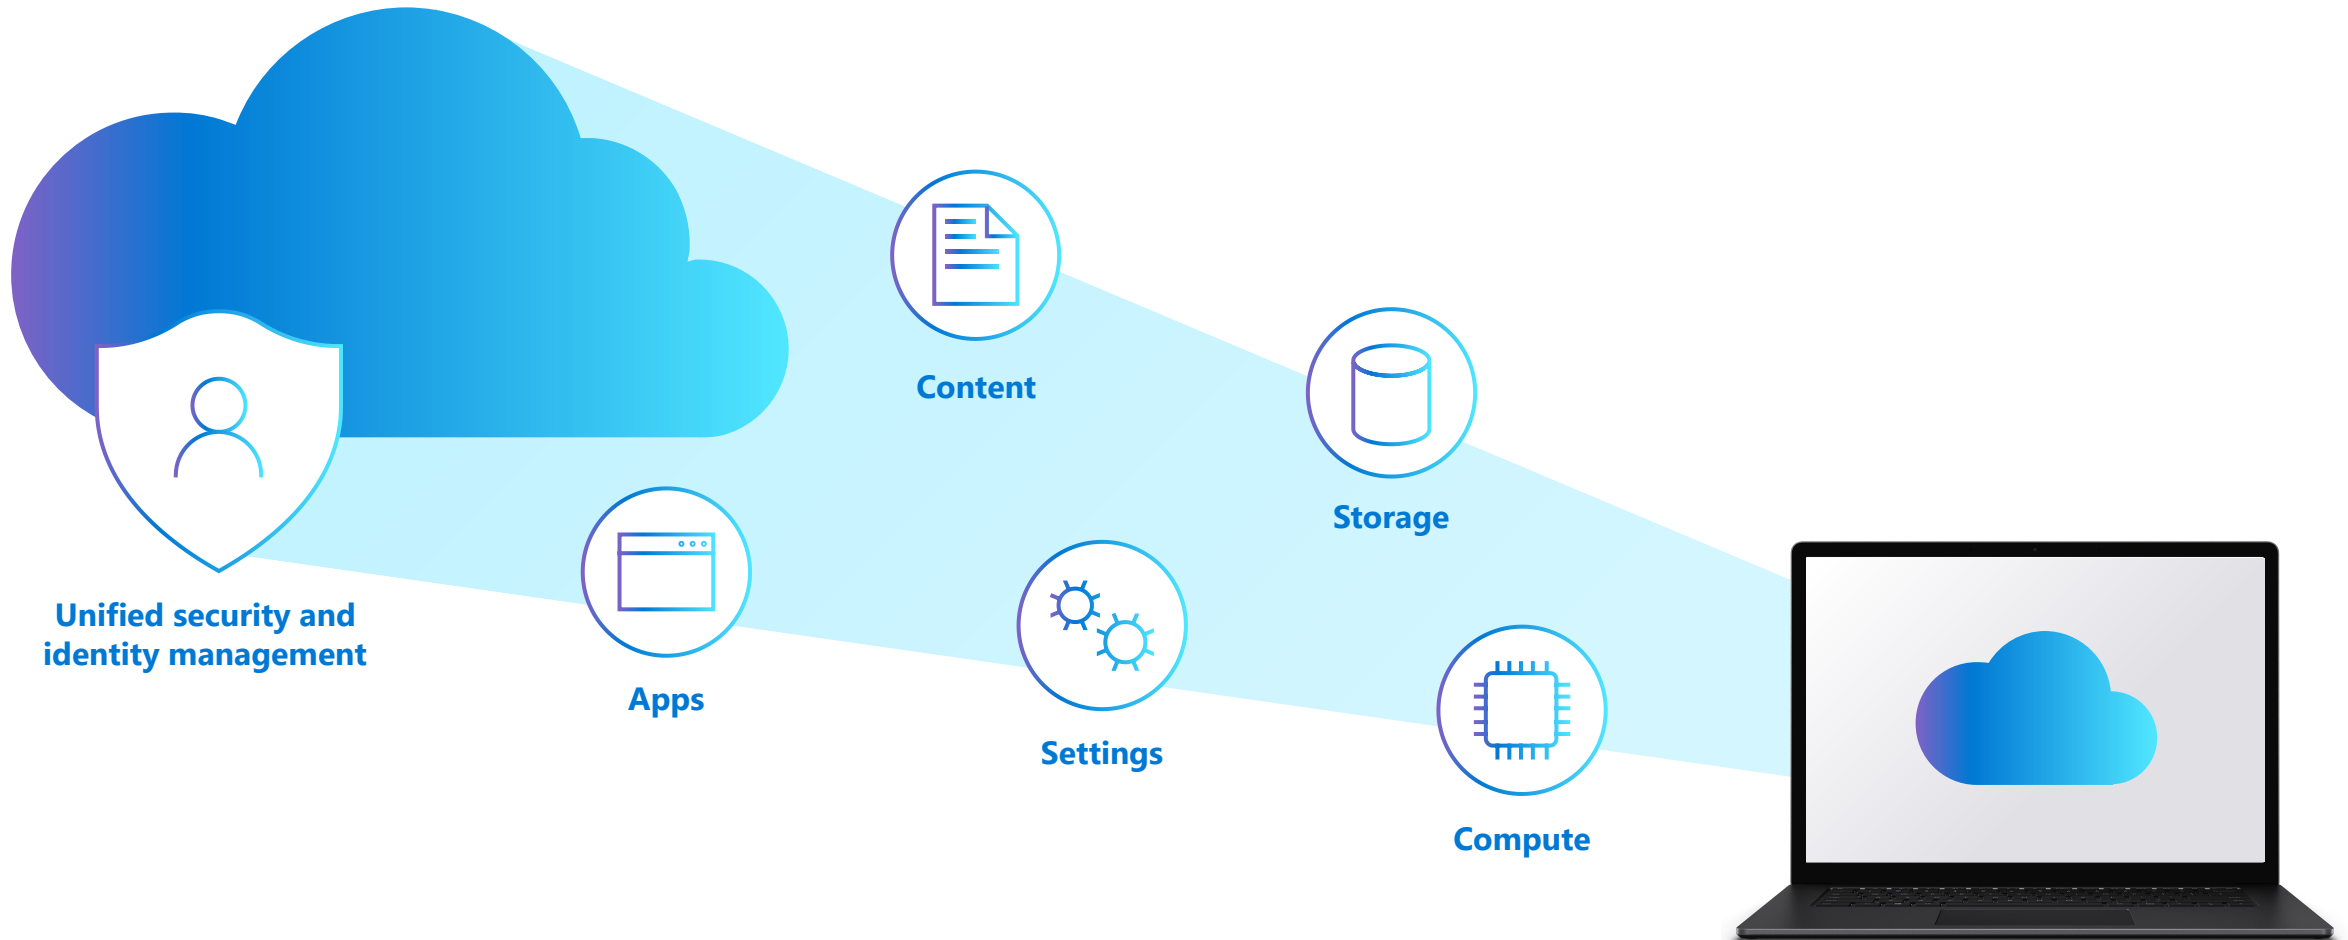 Content
Storage
Unified security and
identity management
Apps
Settings
Compute